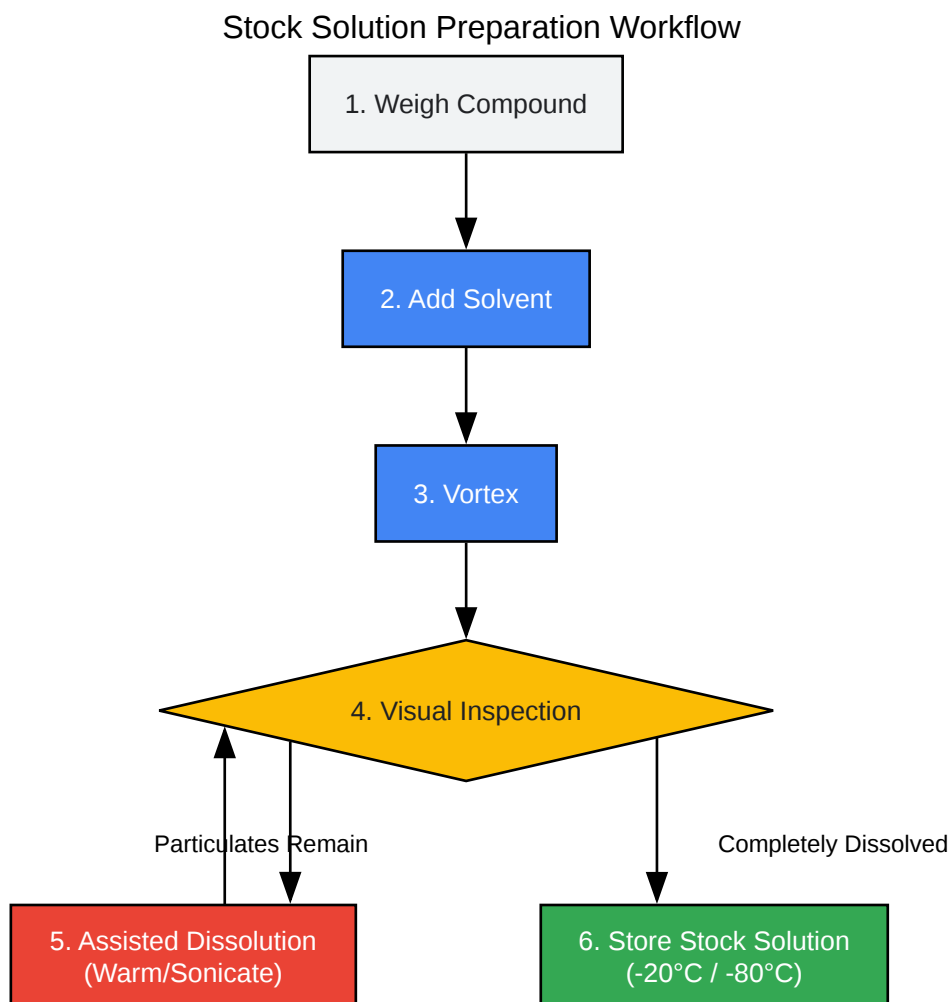 Stock Solution Preparation Workflow
1. Weigh Compound
2. Add Solvent
3. Vortex
4. Visual Inspection
Particulates Remain
Completely Dissolved
5. Assisted Dissolution
(Warm/Sonicate)
6. Store Stock Solution
(-20°C / -80°C)